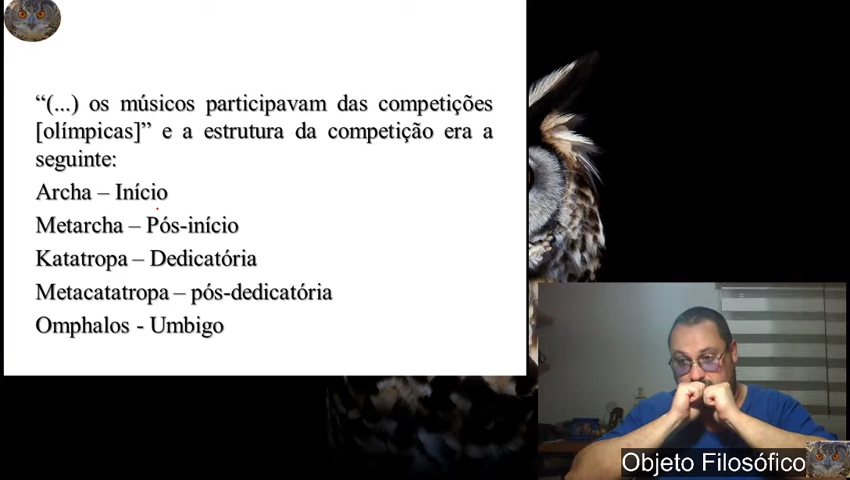 “(...) os músicos participavam das competições
[olímpicas]” e a estrutura da competição era a
seguinte:
Archa – Início
Metarcha – Pós-início
Katatropa – Dedicatória
Metacatatropa – pós-dedicatória
Omphalos - Umbigo
Objeto Filosófico